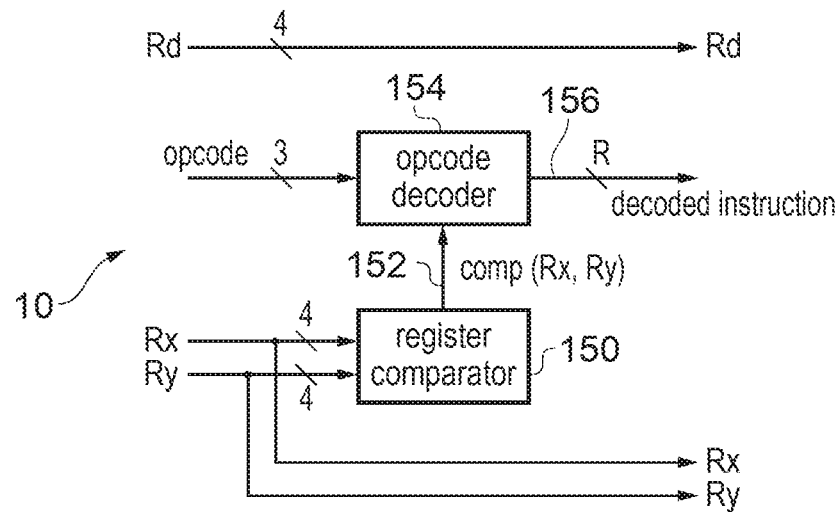 Rd 4 Rd
154
156
opcode 3 opcode decoder R
decoded instruction
152 comp (Rx, Ry)
10
Rx 4 register comparator 150
Ry 4
Rx
Ry